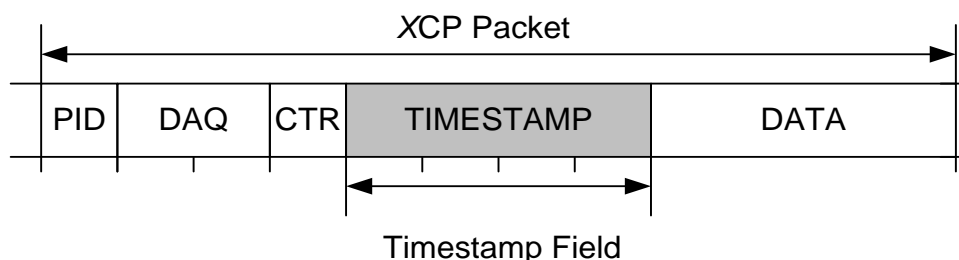 XCP Packet
PID DAQ CTR TIMESTAMP DATA
Timestamp Field